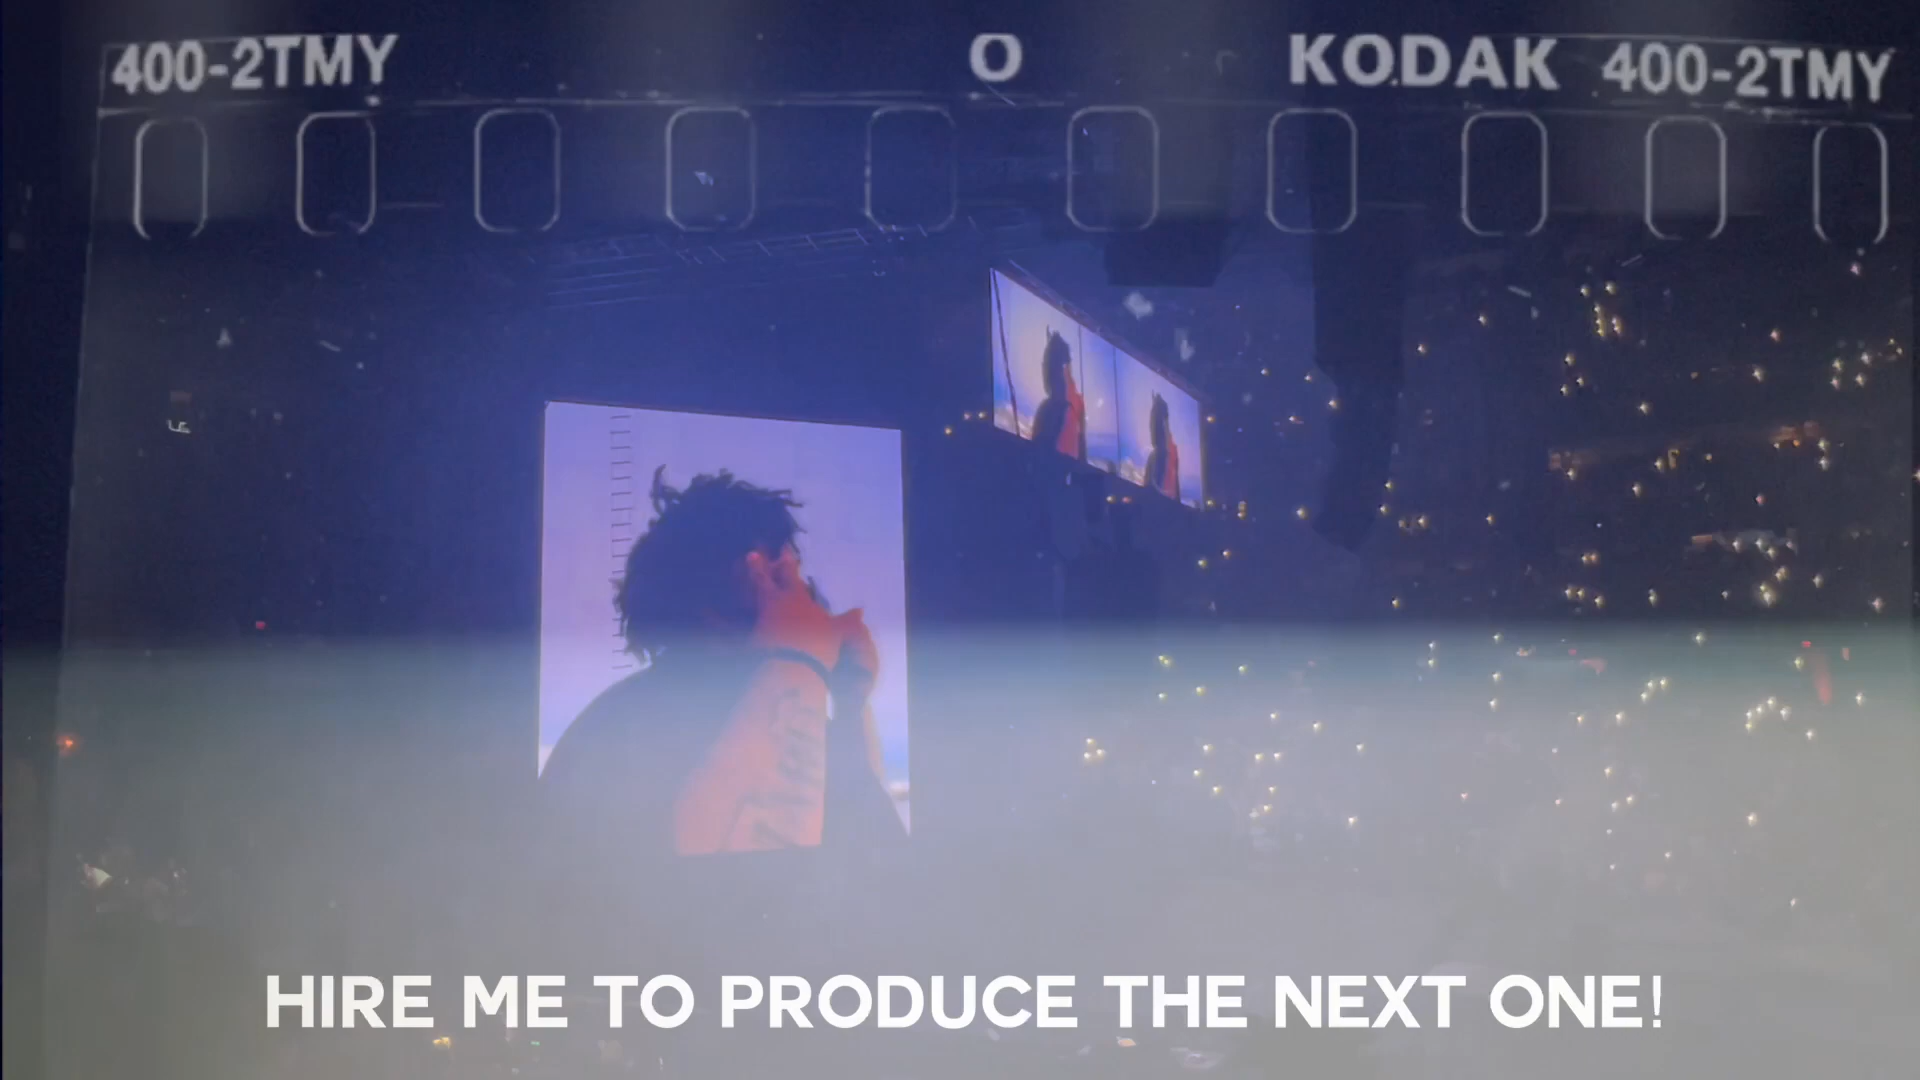 400-2TMY O KODAK 400-2TMY
HIRE ME TO PRODUCE THE NEXT ONE!